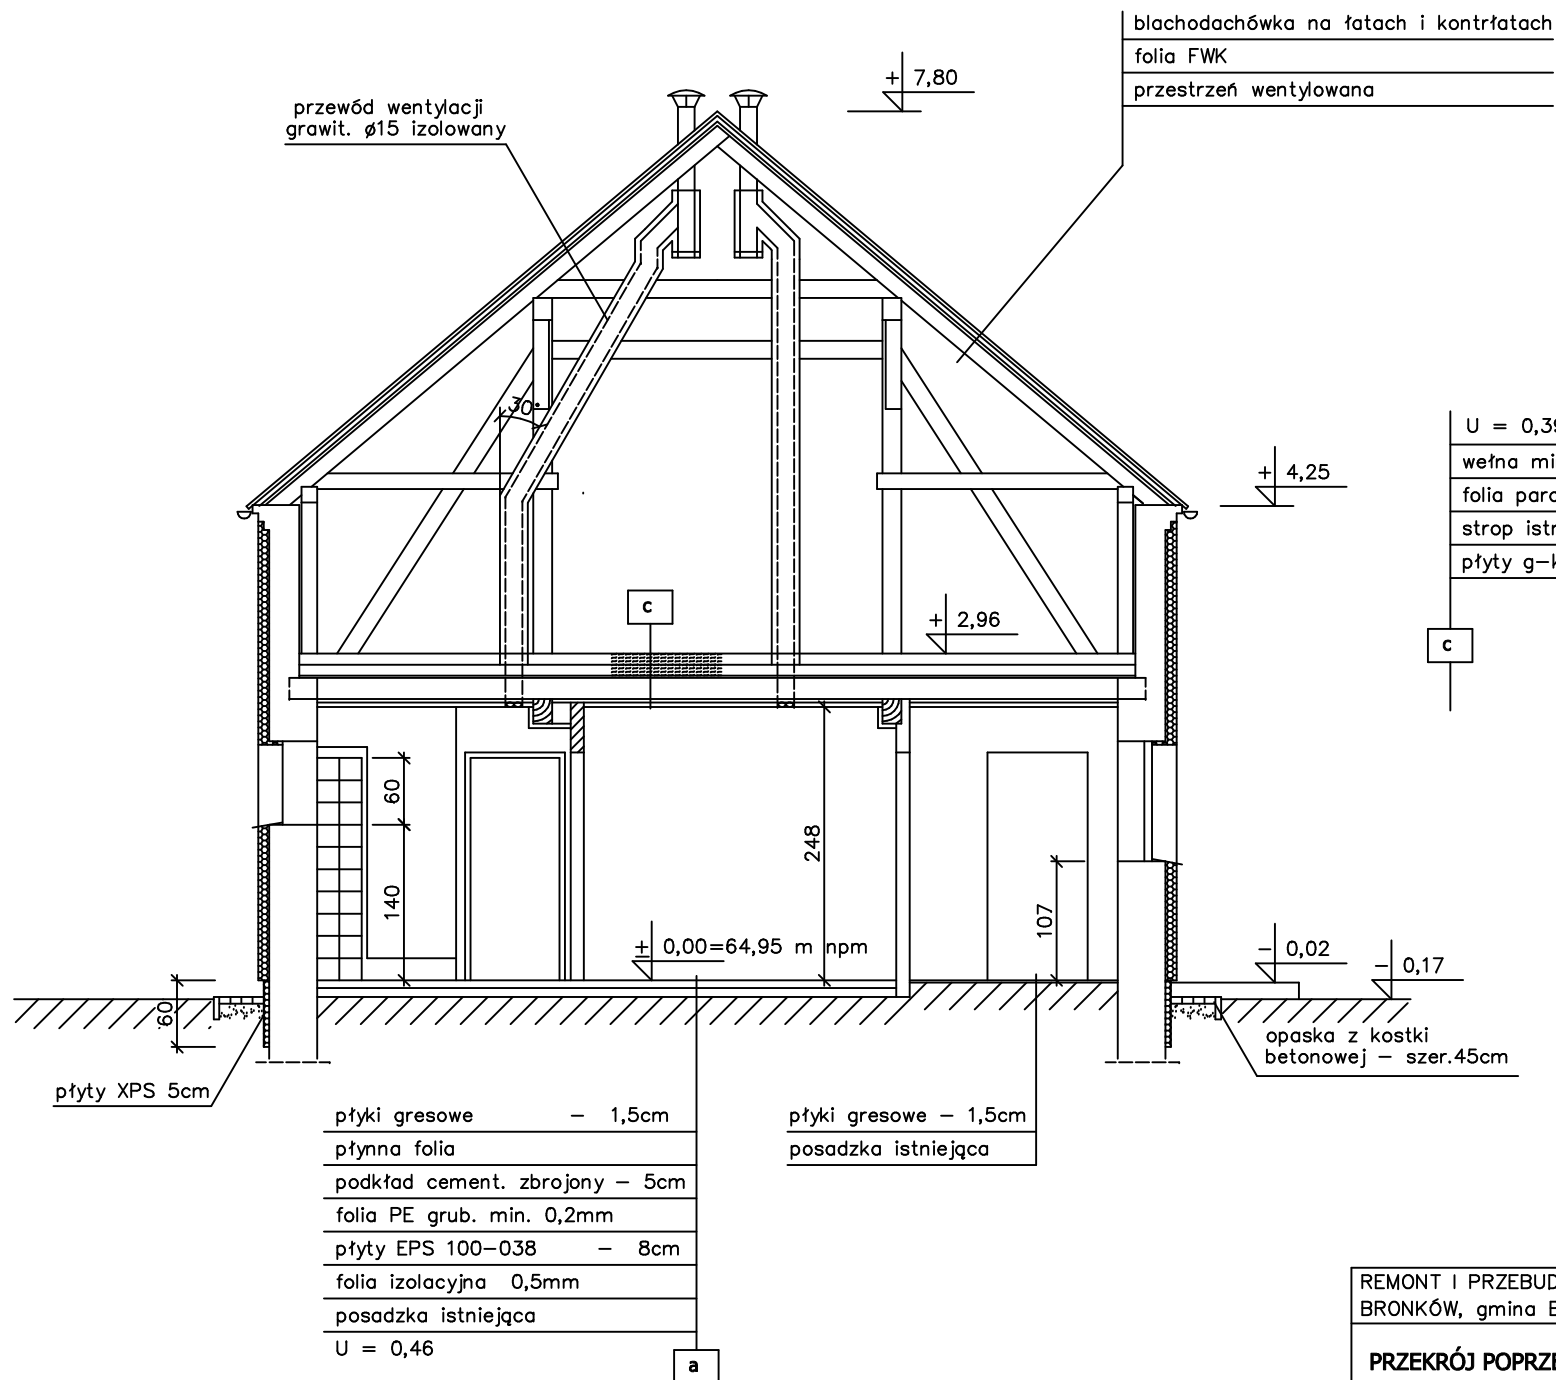 blachodachówka na łatach i kontrłatach
folia FWK
przestrzeń wentylowana
+ 7,80
przewód wentylacji
grawit. ø15 izolowany
30°
+ 4,25
U = 0,39
wełna mi
folia paro
strop istn
płyty g-k
c
c
+ 2,96
60
140
248
107
± 0,00=64,95 m npm
- 0,02
- 0,17
60
opaska z kostki
betonowej - szer.45cm
płyty XPS 5cm
płyki gresowe - 1,5cm
płynna folia
podkład cement. zbrojony - 5cm
folia PE grub. min. 0,2mm
płyty EPS 100-038 - 8cm
folia izolacyjna 0,5mm
posadzka istniejąca
U = 0,46
a
płyki gresowe - 1,5cm
posadzka istniejąca
REMONT I PRZEBUD
BRONKÓW, gmina
PRZEKRÓJ POPRZE